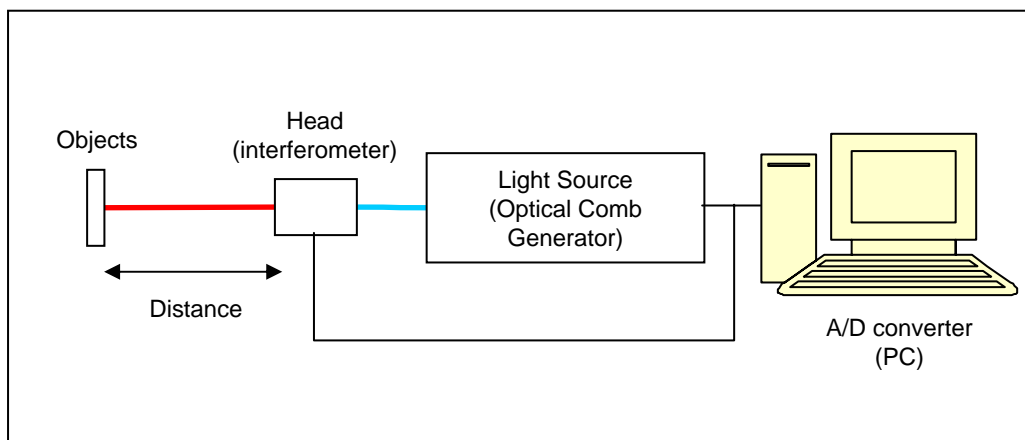 Objects
Head
(interferometer)
Light Source
(Optical Comb
Generator)
Distance
A/D converter
(PC)